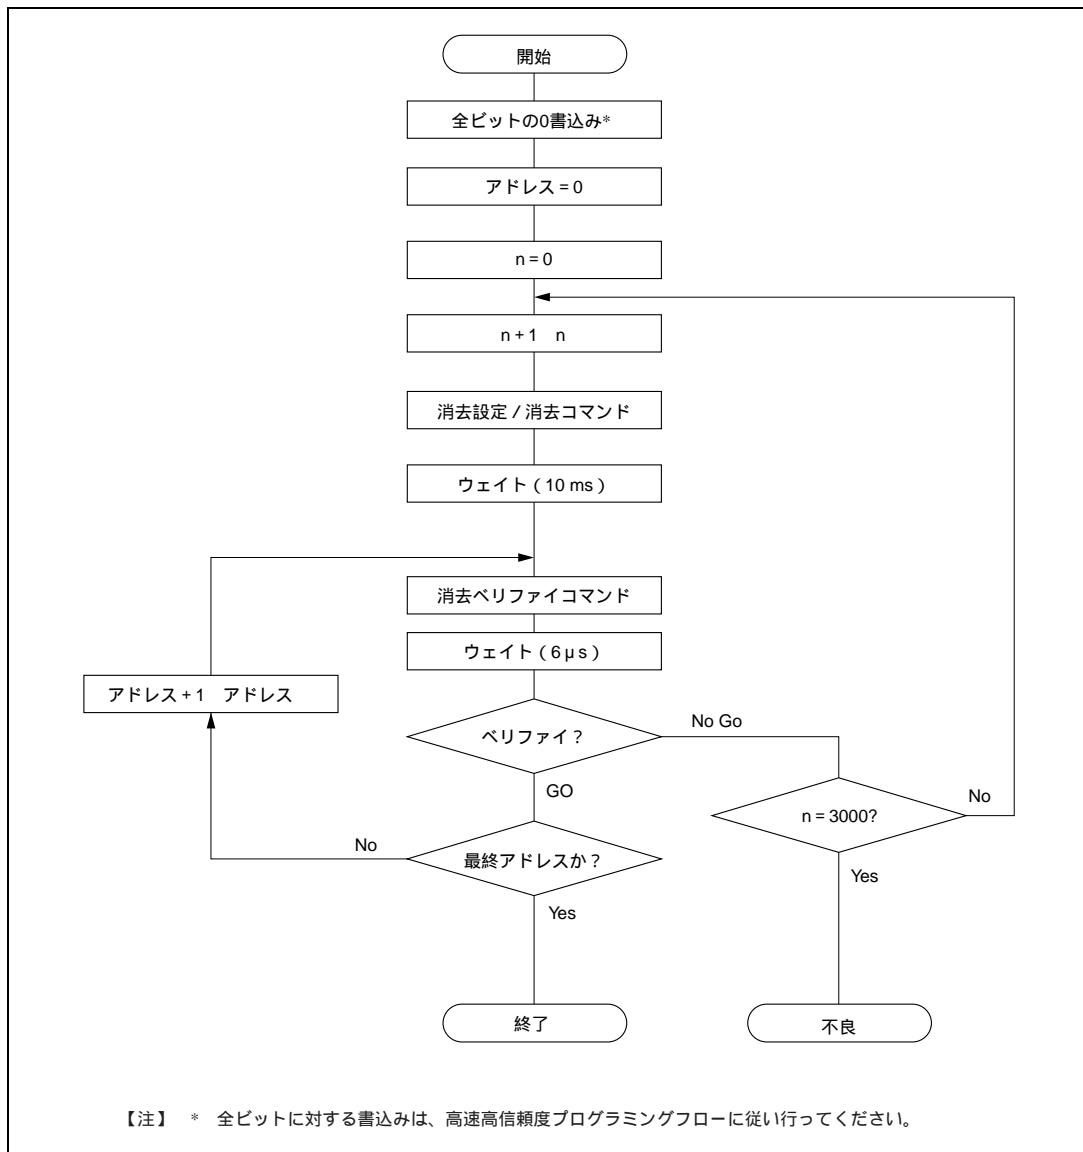 開始
全ビットの0書込み*
アドレス = 0
n = 0
n + 1 n
消去設定 / 消去コマンド
ウェイト ( 10 ms )
消去ベリファイコマンド
ウェイト ( 6 μs )
アドレス + 1 アドレス
ベリファイ?
No Go
GO
n = 3000?
No
No
最終アドレスか?
Yes
Yes
終了
不良
【注】 * 全ビットに対する書込みは、高速高信頼度プログラミングフローに従い行ってください。